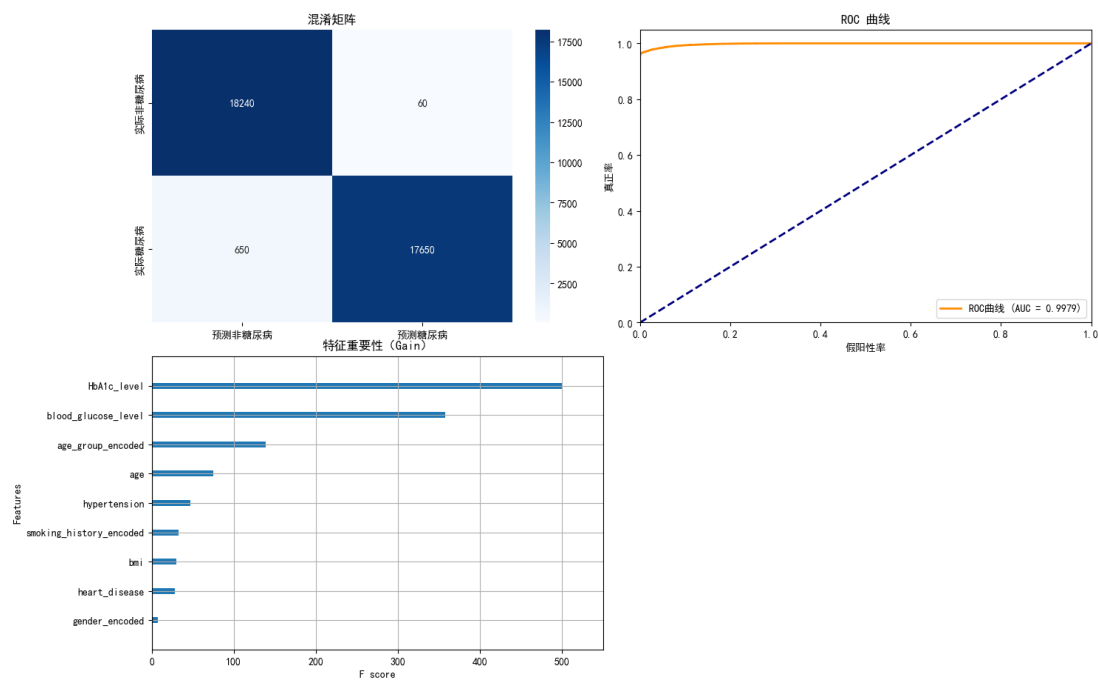 混淆矩阵
实际非糖尿病
实际糖尿病
18240
60
650
17650
预测非糖尿病
预测糖尿病
17500
15000
12500
10000
7500
5000
2500
ROC 曲线
真正率
1.0
0.8
0.6
0.4
0.2
0.0
ROC曲线 (AUC = 0.9979)
0.0
0.2
0.4
0.6
0.8
1.0
假阳性率
特征重要性（Gain）
Features
HbA1c_level
blood_glucose_level
age_group_encoded
age
hypertension
smoking_history_encoded
bmi
heart_disease
gender_encoded
0
100
200
300
400
500
F score